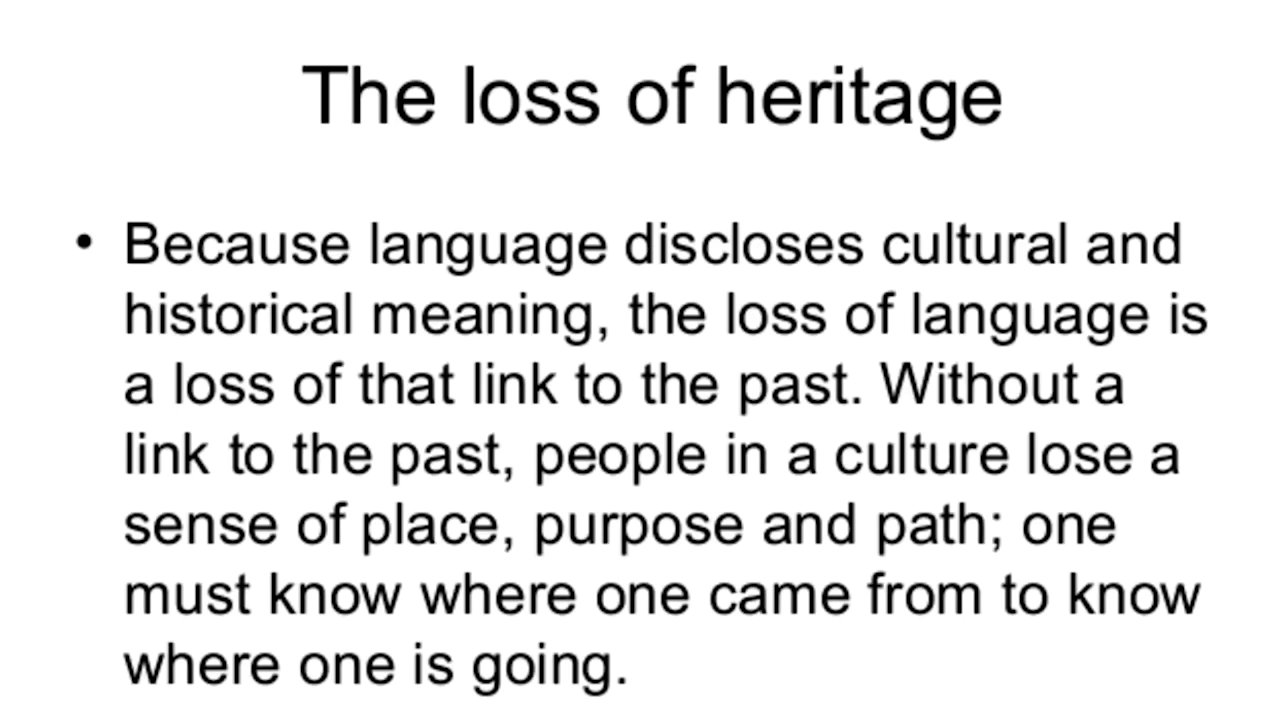 The loss of heritage
• Because language discloses cultural and
historical meaning, the loss of language is
a loss of that link to the past. Without a
link to the past, people in a culture lose a
sense of place, purpose and path; one
must know where one came from to know
where one is going.